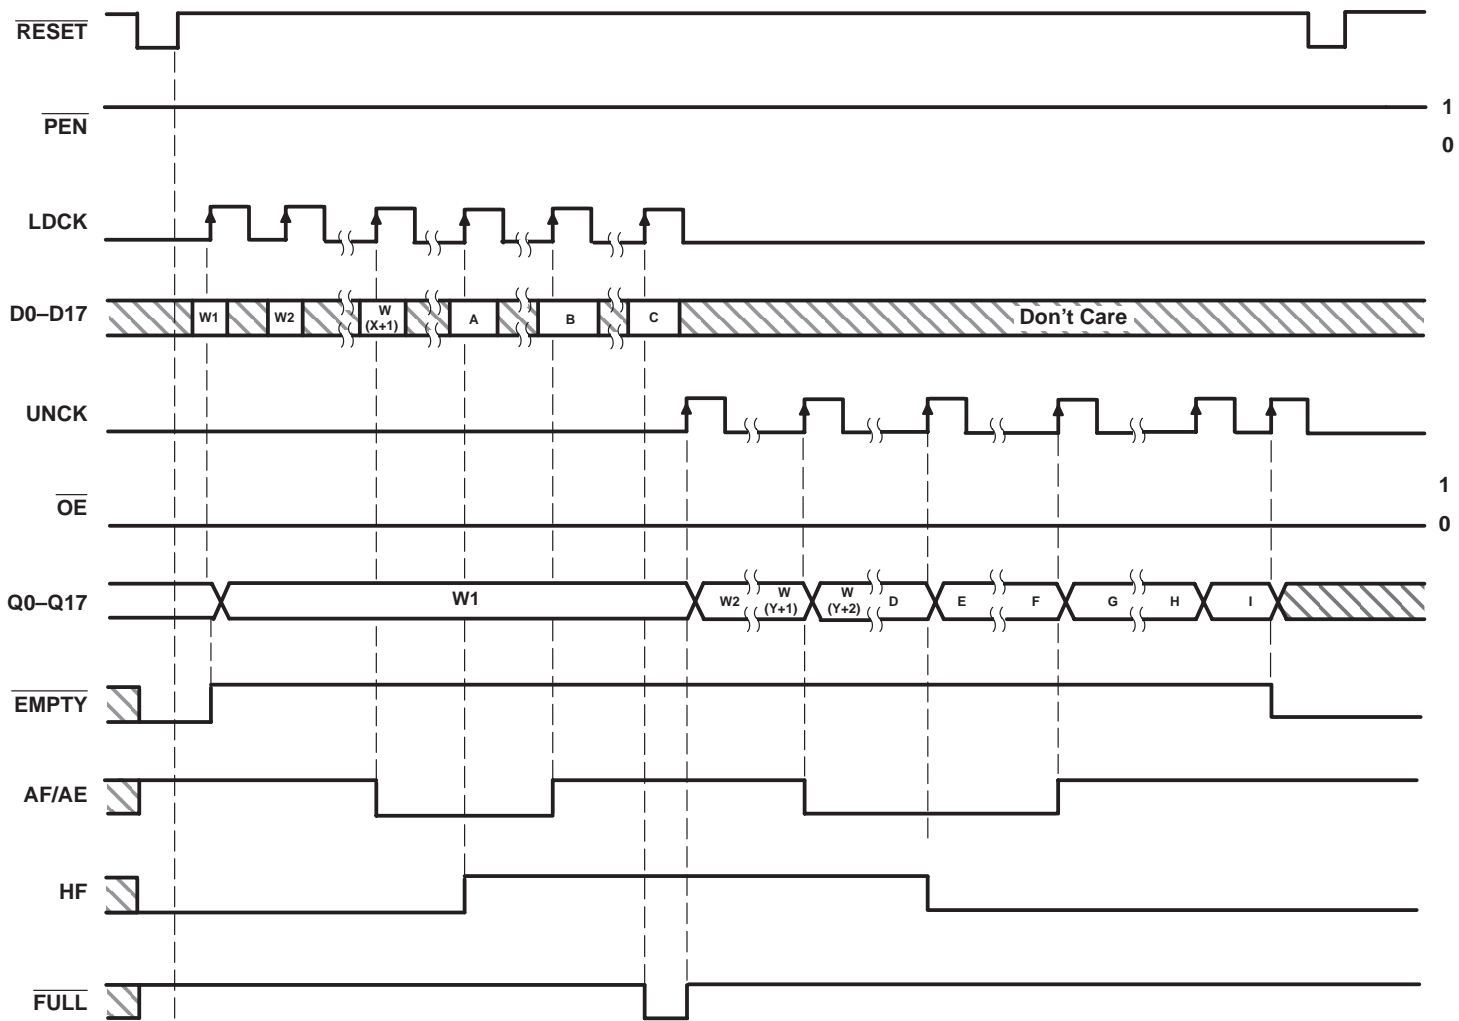 RESET
PEN
1
0
LDCK
D0–D17
W1
W2
W
(X+1)
A
B
C
Don't Care
UNCK
OE
1
0
Q0–Q17
W1
W2
W
(Y+1)
W
(Y+2)
D
E
F
G
H
I
EMPTY
AF/AE
HF
FULL